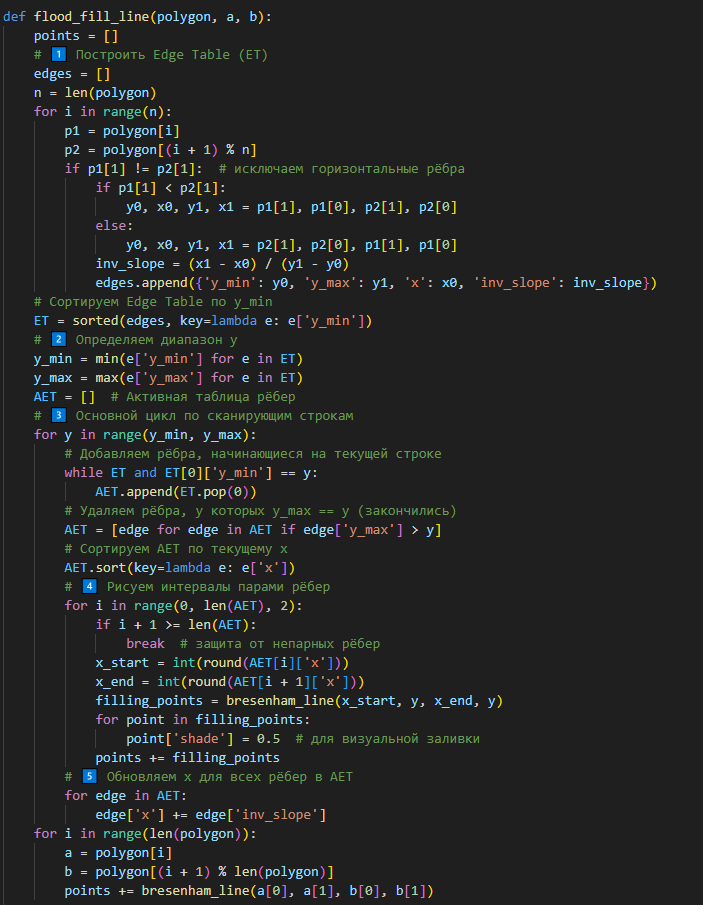 def flood_fill_line(polygon, a, b):
    points = []
    # 1️⃣ Построить Edge Table (ET)
    edges = []
    n = len(polygon)
    for i in range(n):
        p1 = polygon[i]
        p2 = polygon[(i + 1) % n]
        if p1[1] != p2[1]:  # исключаем горизонтальные рёбра
            if p1[1] < p2[1]:
                y0, x0, y1, x1 = p1[1], p1[0], p2[1], p2[0]
            else:
                y0, x0, y1, x1 = p2[1], p2[0], p1[1], p1[0]
            inv_slope = (x1 - x0) / (y1 - y0)
            edges.append({'y_min': y0, 'y_max': y1, 'x': x0, 'inv_slope': inv_slope})
    # Сортируем Edge Table по y_min
    ET = sorted(edges, key=lambda e: e['y_min'])
    # 2️⃣ Определяем диапазон y
    y_min = min(e['y_min'] for e in ET)
    y_max = max(e['y_max'] for e in ET)
    AET = []  # Активная таблица рёбер
    # 3️⃣ Основной цикл по сканирующим строкам
    for y in range(y_min, y_max):
        # Добавляем рёбра, начинающиеся на текущей строке
        while ET and ET[0]['y_min'] == y:
            AET.append(ET.pop(0))
        # Удаляем рёбра, у которых y_max == y (закончились)
        AET = [edge for edge in AET if edge['y_max'] > y]
        # Сортируем AET по текущему x
        AET.sort(key=lambda e: e['x'])
        # 4️⃣ Рисуем интервалы парами рёбер
        for i in range(0, len(AET), 2):
            if i + 1 >= len(AET):
                break  # защита от непарных рёбер
            x_start = int(round(AET[i]['x']))
            x_end = int(round(AET[i + 1]['x']))
            filling_points = bresenham_line(x_start, y, x_end, y)
            for point in filling_points:
                point['shade'] = 0.5  # для визуальной заливки
            points += filling_points
        # 5️⃣ Обновляем x для всех рёбер в AET
        for edge in AET:
            edge['x'] += edge['inv_slope']
    for i in range(len(polygon)):
        a = polygon[i]
        b = polygon[(i + 1) % len(polygon)]
        points += bresenham_line(a[0], a[1], b[0], b[1])